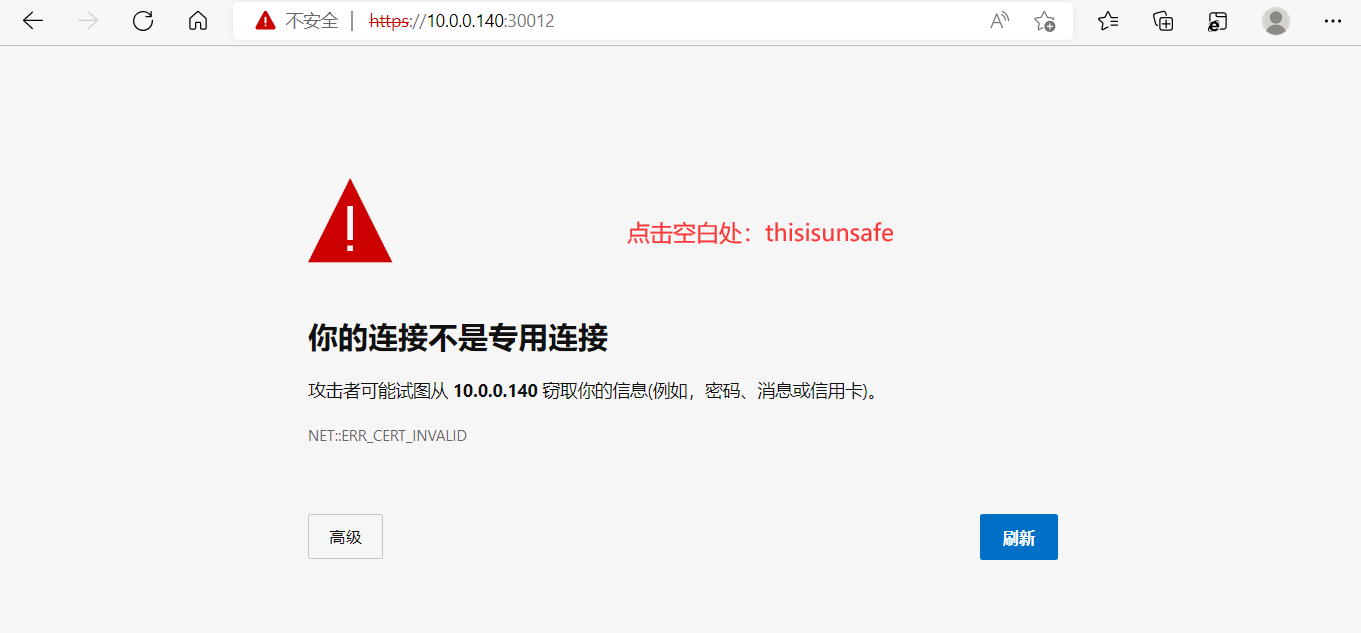 不安全 | https://10.0.0.140:30012
点击空白处：thisisunsafe
你的连接不是专用连接
攻击者可能试图从 10.0.0.140 窃取你的信息(例如，密码、消息或信用卡)。
NET::ERR_CERT_INVALID
高级
刷新